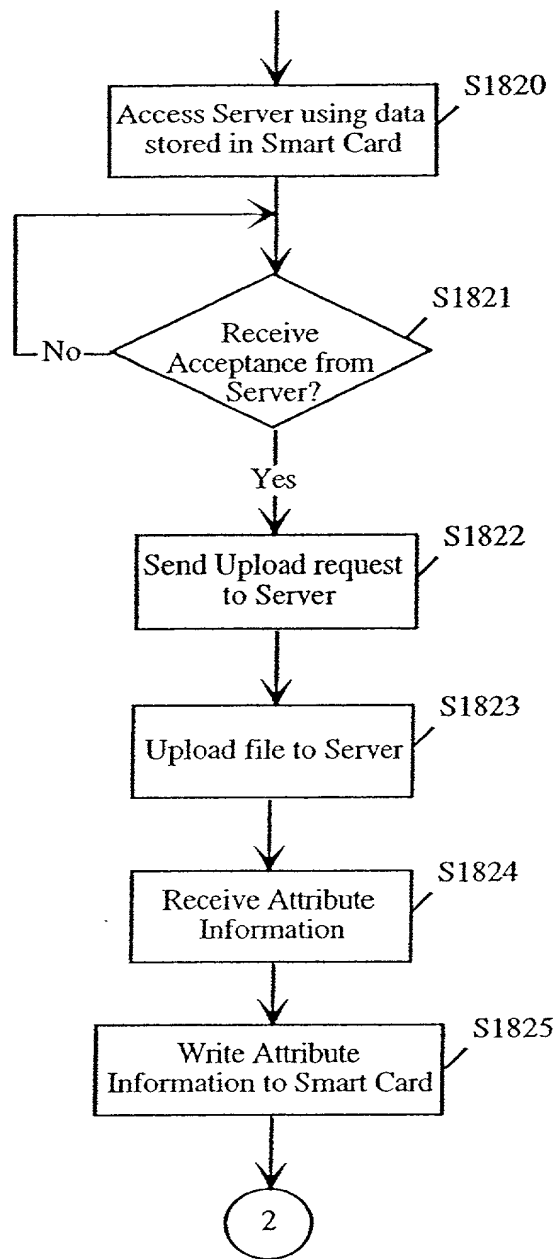 S1820
Access Server using data
stored in Smart Card
S1821
Receive
Acceptance from
Server?
No
Yes
S1822
Send Upload request
to Server
S1823
Upload file to Server
S1824
Receive Attribute
Information
S1825
Write Attribute
Information to Smart Card
2